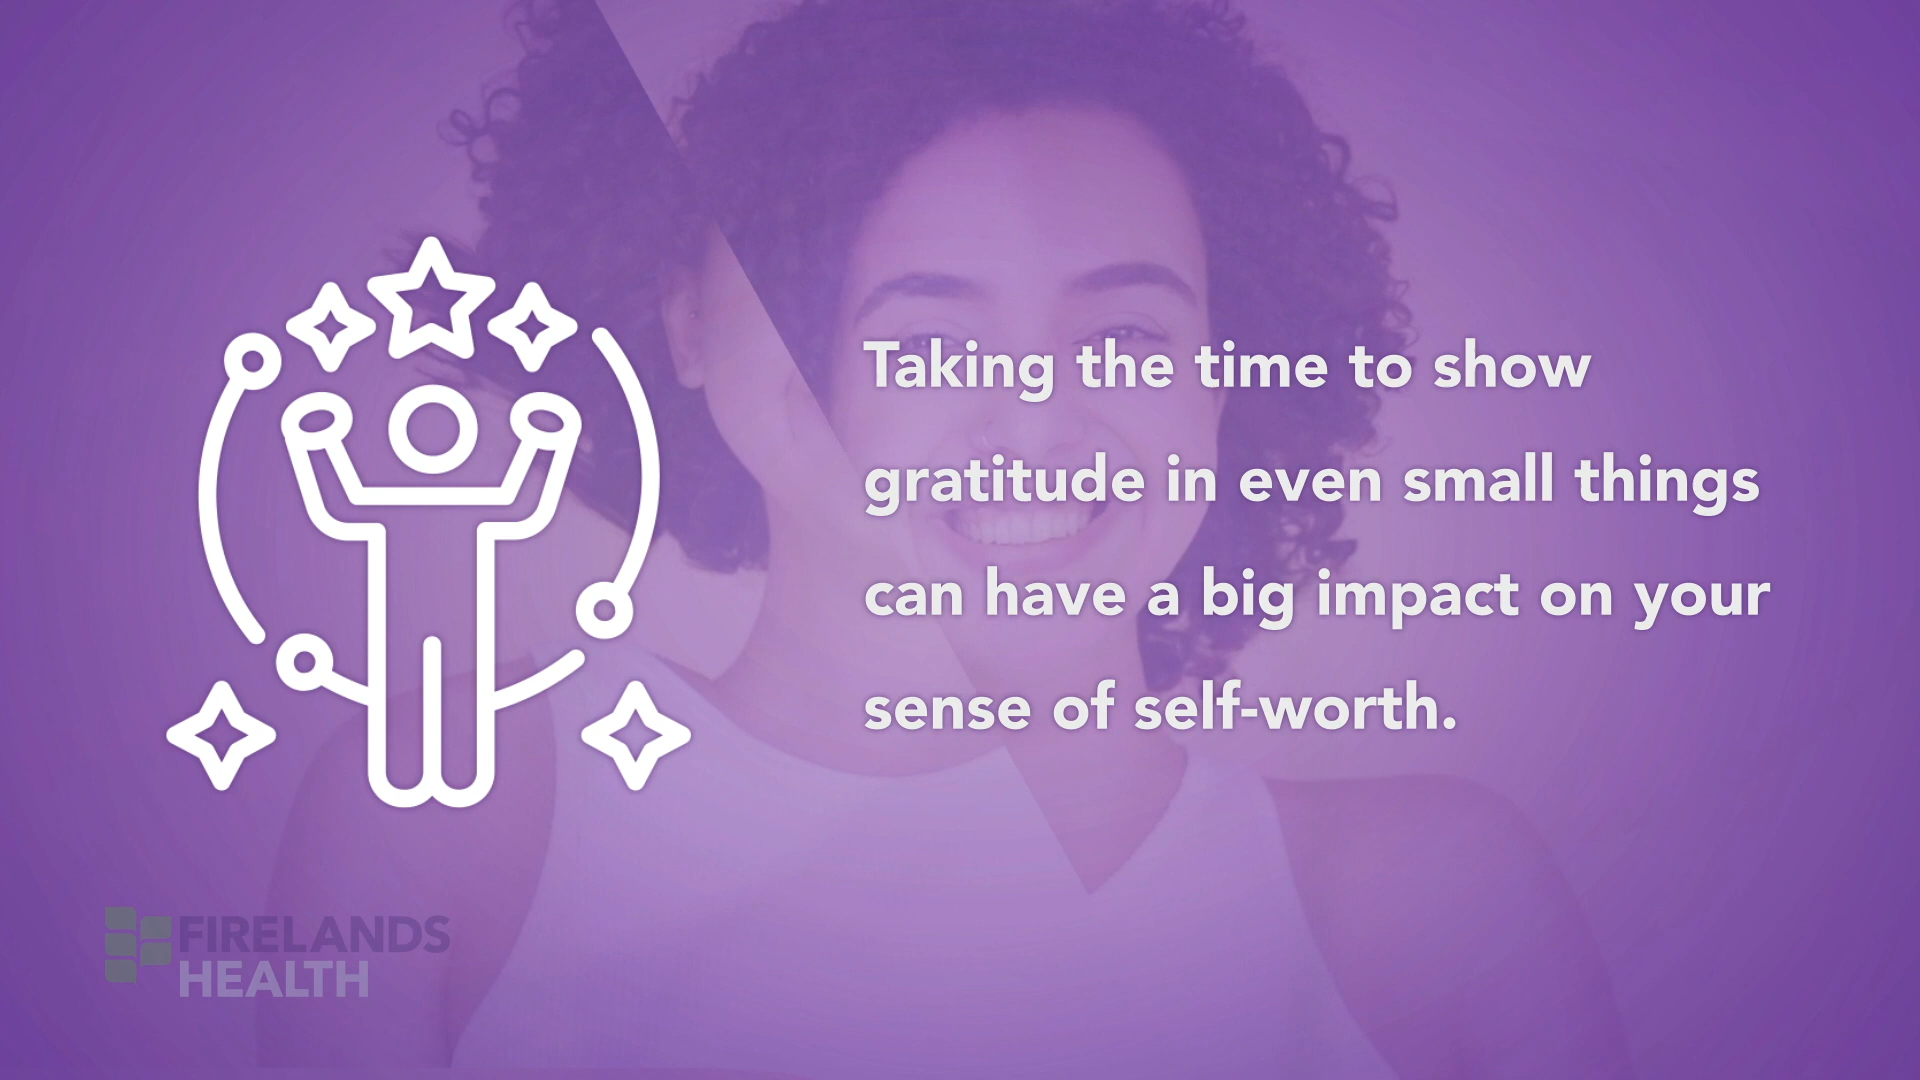 Taking the time to show
gratitude in even small things
can have a big impact on your
sense of self-worth.
FIRELANDS
HEALTH